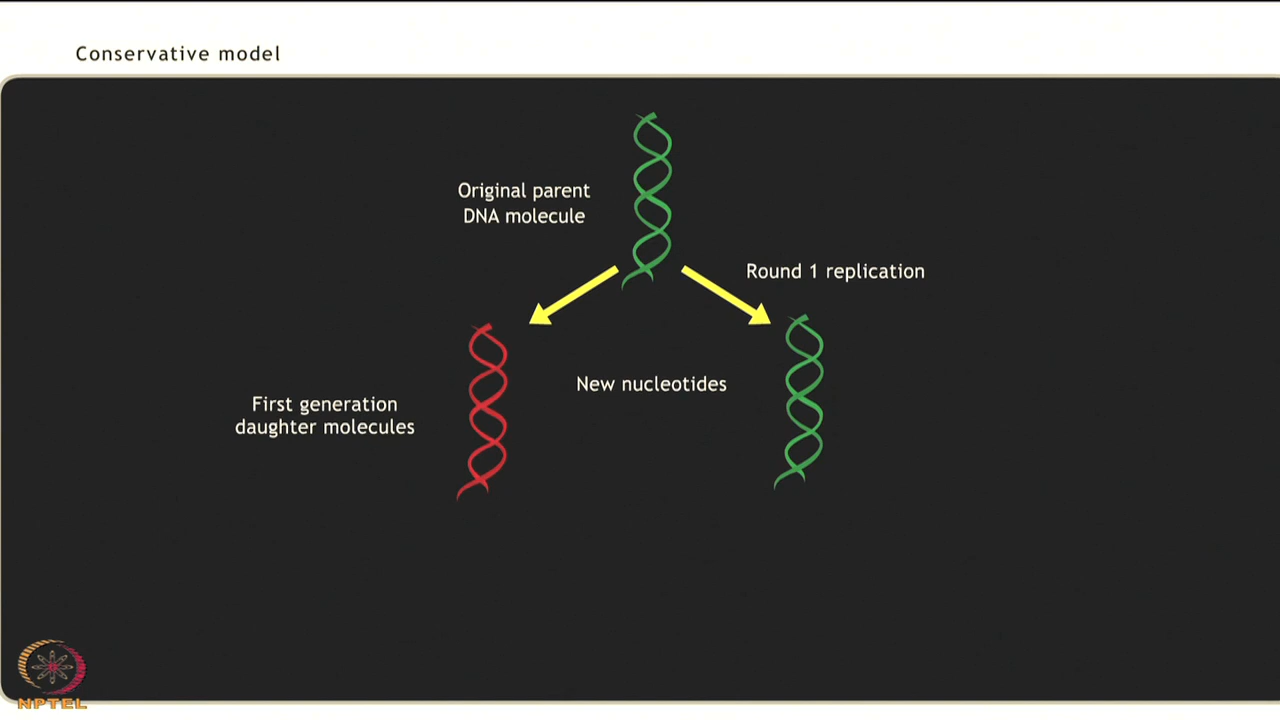 Conservative model
Original parent
DNA molecule
Round 1 replication
New nucleotides
First generation
daughter molecules
NPTEL